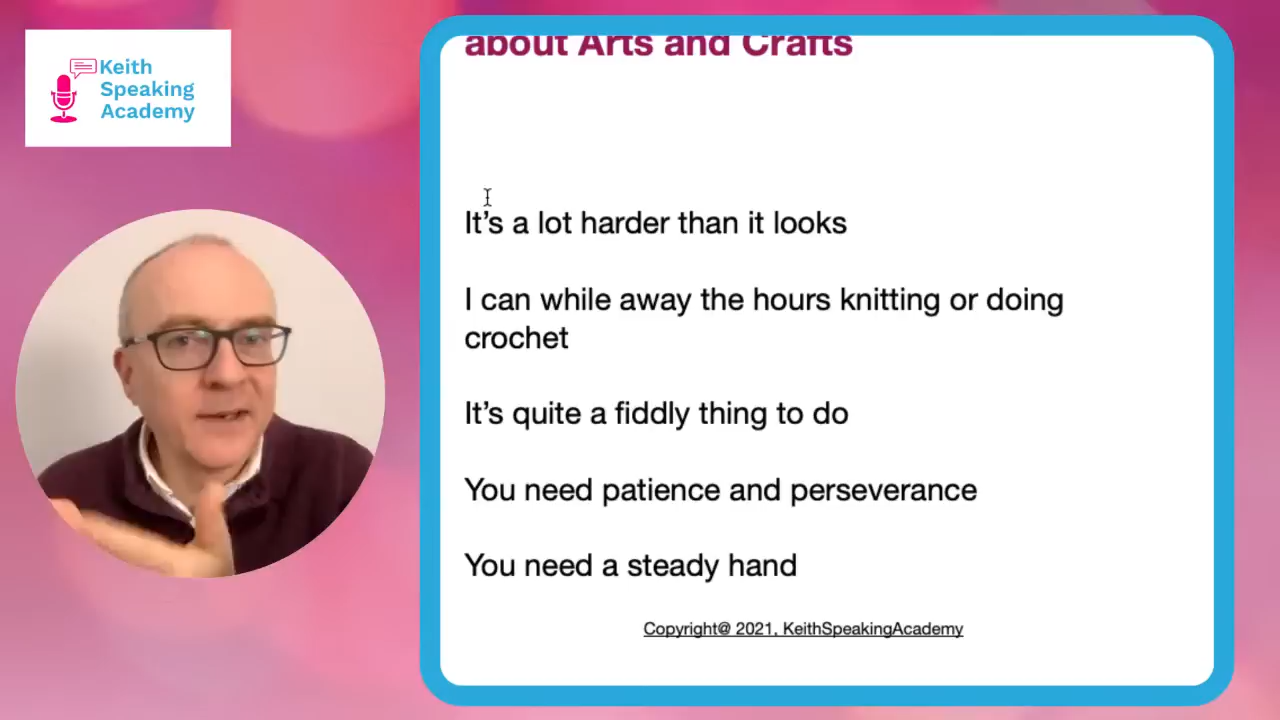 Keith
Speaking
Academy
about Arts and Crafts
It's a lot harder than it looks
I can while away the hours knitting or doing
crochet
It's quite a fiddly thing to do
You need patience and perseverance
You need a steady hand
Copyright@ 2021, KeithSpeakingAcademy